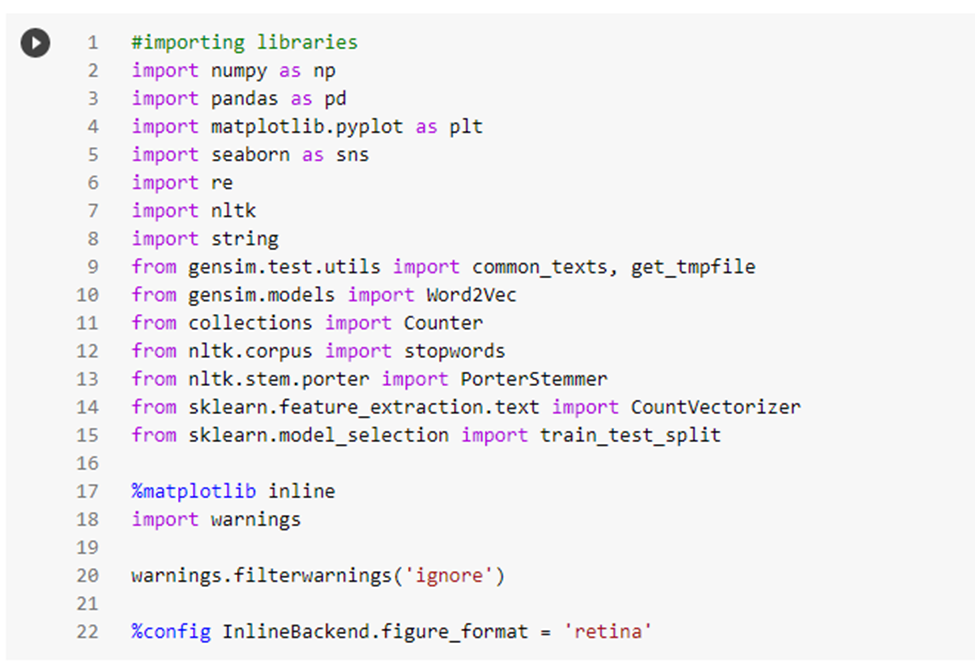 1 #importing libraries
2 import numpy as np
3 import pandas as pd
4 import matplotlib.pyplot as plt
5 import seaborn as sns
6 import re
7 import nltk
8 import string
9 from gensim.test.utils import common_texts, get_tmpfile
10 from gensim.models import Word2Vec
11 from collections import Counter
12 from nltk.corpus import stopwords
13 from nltk.stem.porter import PorterStemmer
14 from sklearn.feature_extraction.text import CountVectorizer
15 from sklearn.model_selection import train_test_split
16
17 %matplotlib inline
18 import warnings
19
20 warnings.filterwarnings('ignore')
21
22 %config InlineBackend.figure_format = 'retina'